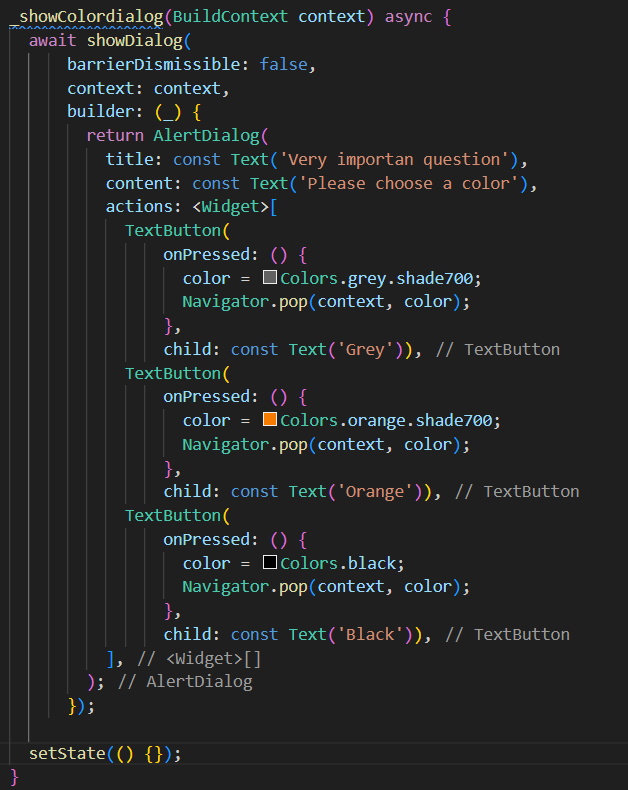 _showColordialog(BuildContext context) async {
  await showDialog(
      barrierDismissible: false,
      context: context,
      builder: (_) {
        return AlertDialog(
          title: const Text('Very importan question'),
          content: const Text('Please choose a color'),
          actions: <Widget>[
            TextButton(
                onPressed: () {
                  color = Colors.grey.shade700;
                  Navigator.pop(context, color);
                },
                child: const Text('Grey')), // TextButton
            TextButton(
                onPressed: () {
                  color = Colors.orange.shade700;
                  Navigator.pop(context, color);
                },
                child: const Text('Orange')), // TextButton
            TextButton(
                onPressed: () {
                  color = Colors.black;
                  Navigator.pop(context, color);
                },
                child: const Text('Black')), // TextButton
          ], // <Widget>[]
        ); // AlertDialog
      });
  setState(() {});
}